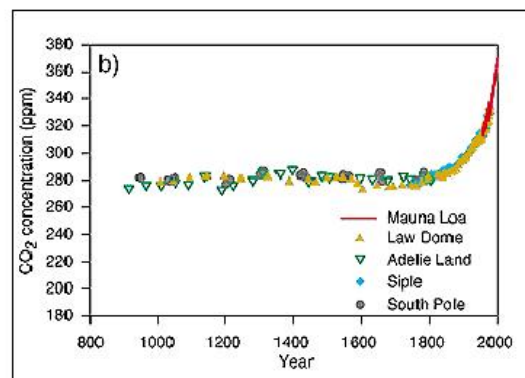 b)
CO2 concentration (ppm)
380
360
340
320
300
280
260
240
220
200
180
Mauna Loa
Law Dome
Adelie Land
Siple
South Pole
800 1000 1200 1400 1600 1800 2000
Year